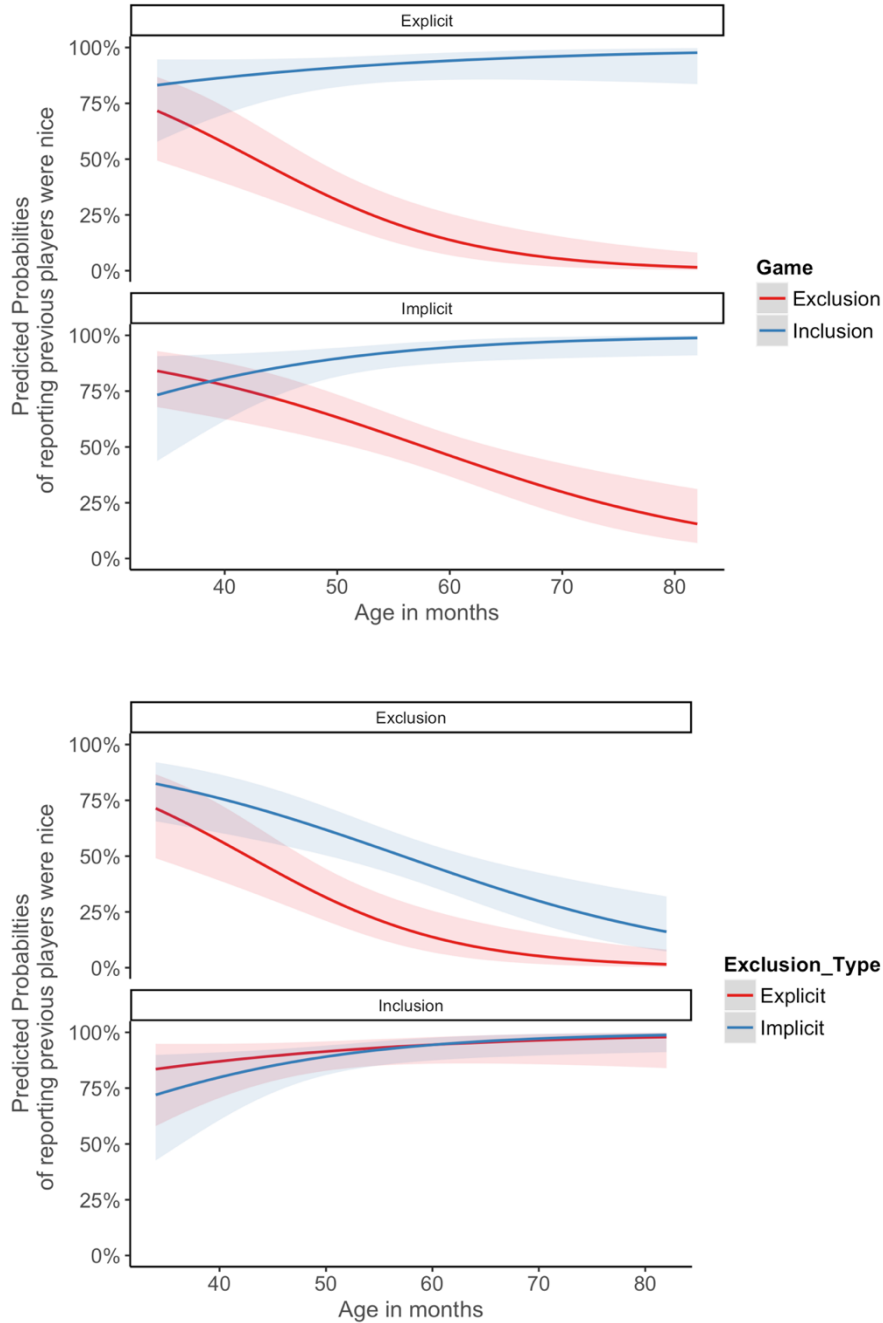 Explicit
100%
75%
50%
25%
0%
Implicit
100%
75%
50%
25%
0%
40 50 60 70 80
Age in months
Predicted Probabilties
of reporting previous players were nice
Game
Exclusion
Inclusion
Exclusion
100%
75%
50%
25%
0%
Inclusion
100%
75%
50%
25%
0%
40 50 60 70 80
Age in months
Predicted Probabilties
of reporting previous players were nice
Exclusion_Type
Explicit
Implicit